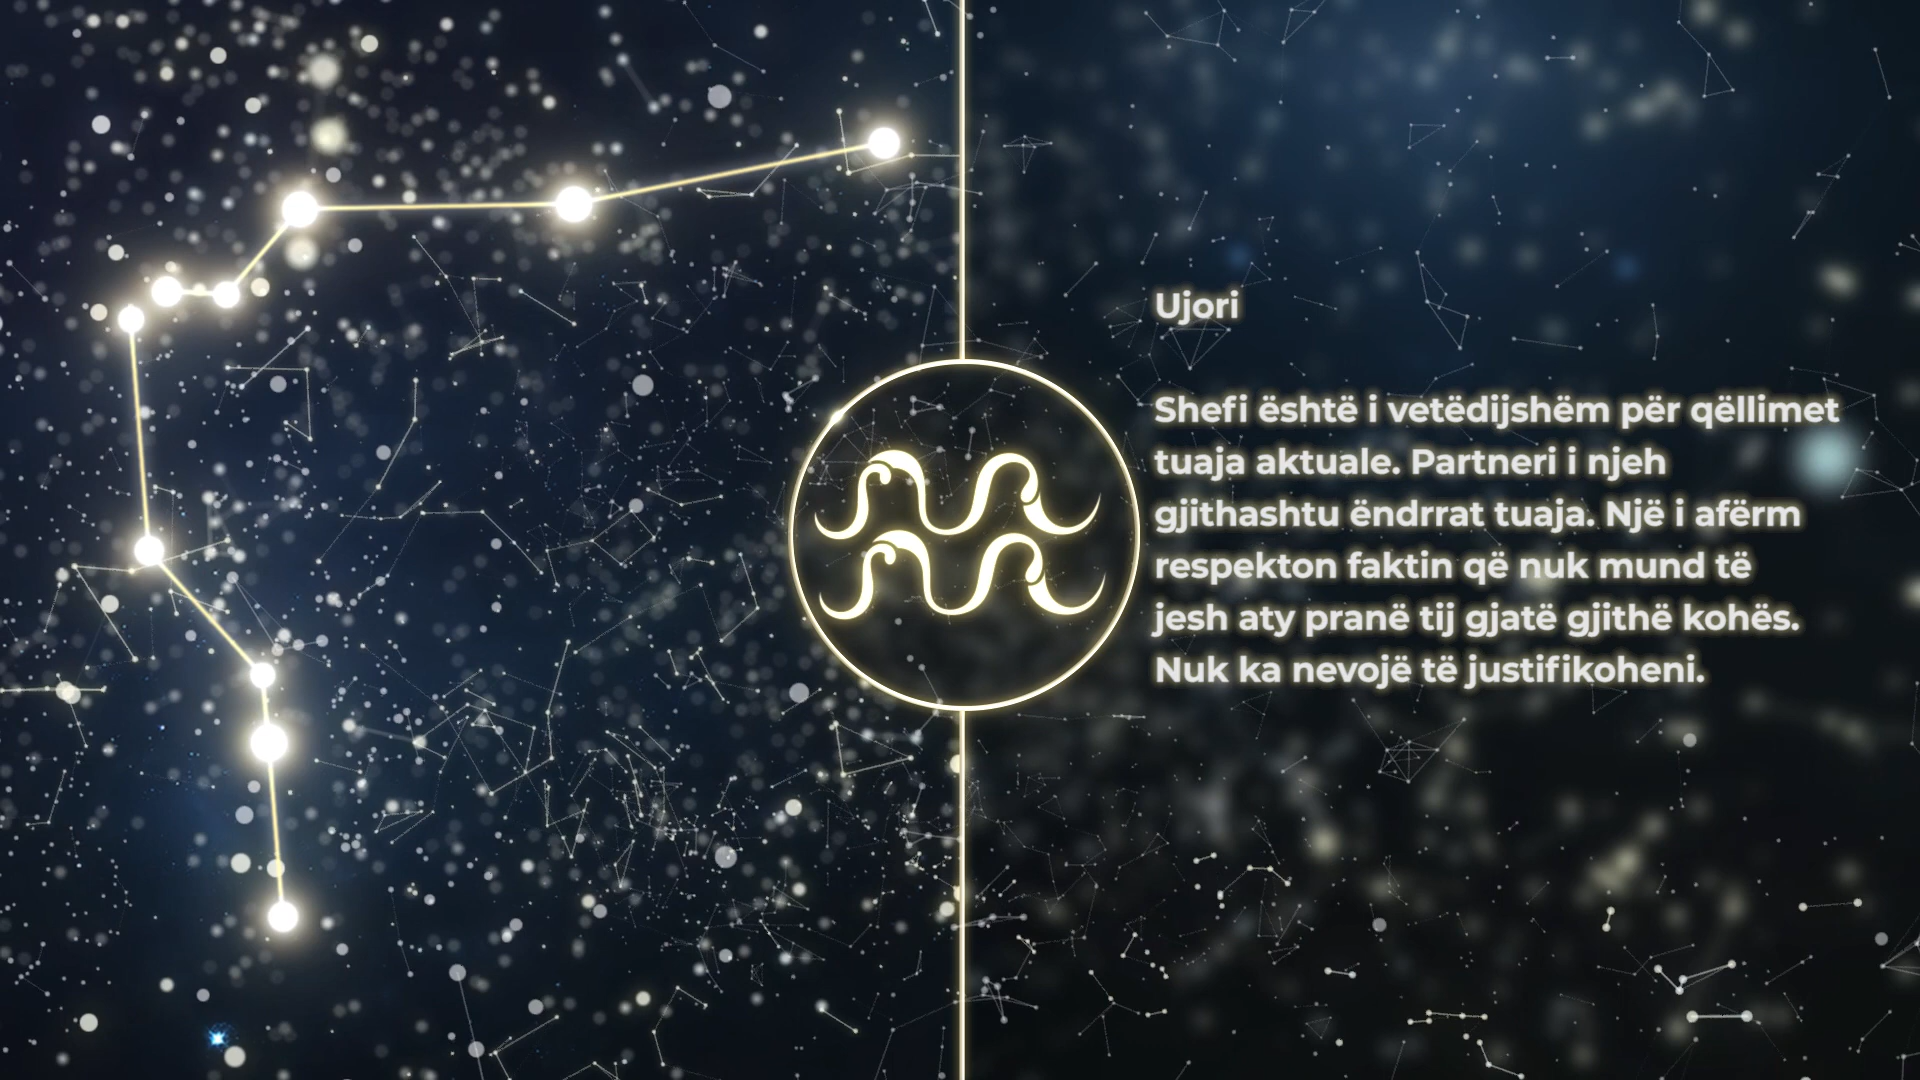 Ujori
Shefi është i vetëdijshëm për qëllimet
tuaja aktuale. Partneri i njeh
gjithashtu ëndrrat tuaja. Një i afërm
respekton faktin që nuk mund të
jesh aty pranë tij gjatë gjithë kohës.
Nuk ka nevojë të justifikoheni.